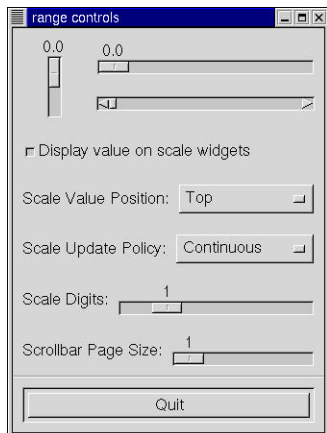 range controls
0.0
0.0
Display value on scale widgets
Scale Value Position: Top
Scale Update Policy: Continuous
Scale Digits: 1
Scrollbar Page Size: 1
Quit